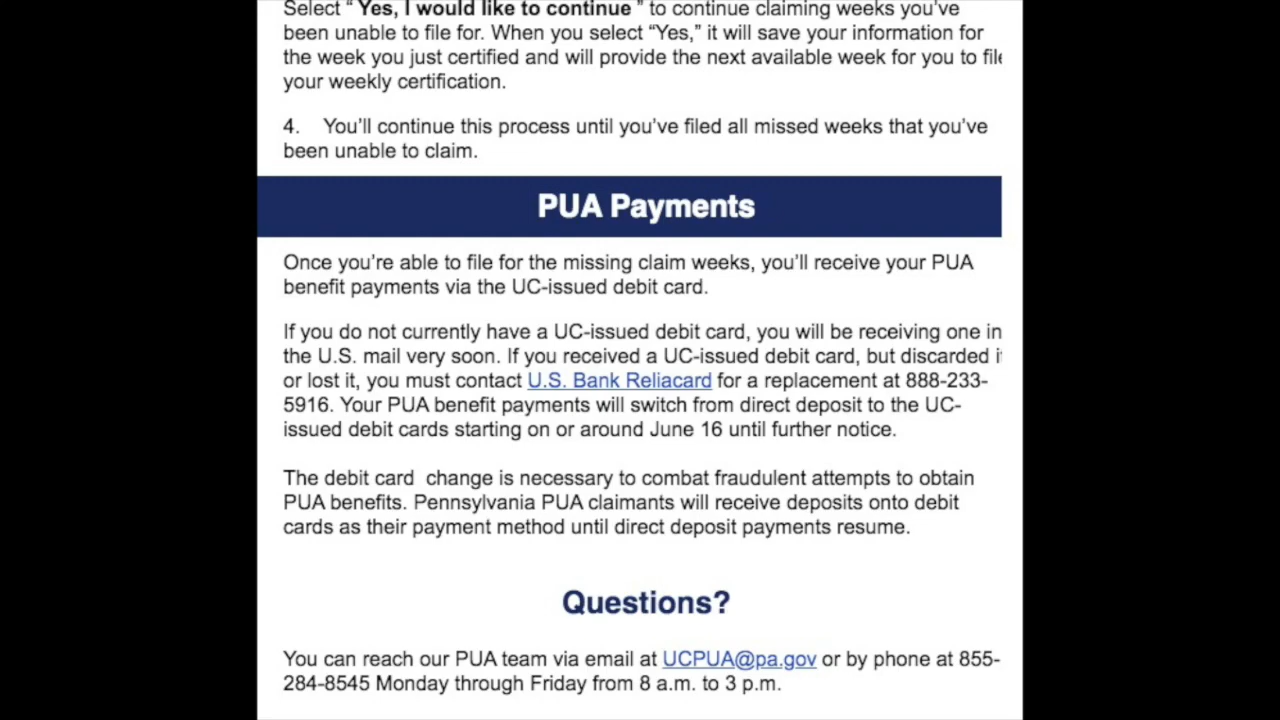 Select “ Yes, I would like to continue ” to continue claiming weeks you’ve
been unable to file for. When you select “Yes,” it will save your information for
the week you just certified and will provide the next available week for you to file
your weekly certification.
4. You’ll continue this process until you’ve filed all missed weeks that you’ve
been unable to claim.
PUA Payments
Once you’re able to file for the missing claim weeks, you’ll receive your PUA
benefit payments via the UC-issued debit card.
If you do not currently have a UC-issued debit card, you will be receiving one in
the U.S. mail very soon. If you received a UC-issued debit card, but discarded it
or lost it, you must contact U.S. Bank Reliacard for a replacement at 888-233-
5916. Your PUA benefit payments will switch from direct deposit to the UC-
issued debit cards starting on or around June 16 until further notice.
The debit card  change is necessary to combat fraudulent attempts to obtain
PUA benefits. Pennsylvania PUA claimants will receive deposits onto debit
cards as their payment method until direct deposit payments resume.
Questions?
You can reach our PUA team via email at UCPUA@pa.gov or by phone at 855-
284-8545 Monday through Friday from 8 a.m. to 3 p.m.